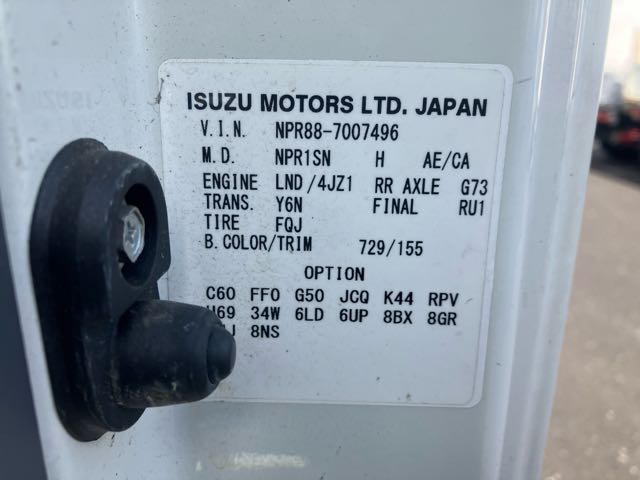 ISUZU MOTORS LTD. JAPAN
V.I.N. NPR88-7007496
M.D. NPR1SN H AE/CA
ENGINE LND/4JZ1 RR AXLE G73
TRANS. Y6N FINAL RU1
TIRE FQJ
B.COLOR/TRIM 729/155
OPTION
C60 FF0 G50 JCQ K44 RPV
34W 6LD 6UP 8BX 8GR
8NS